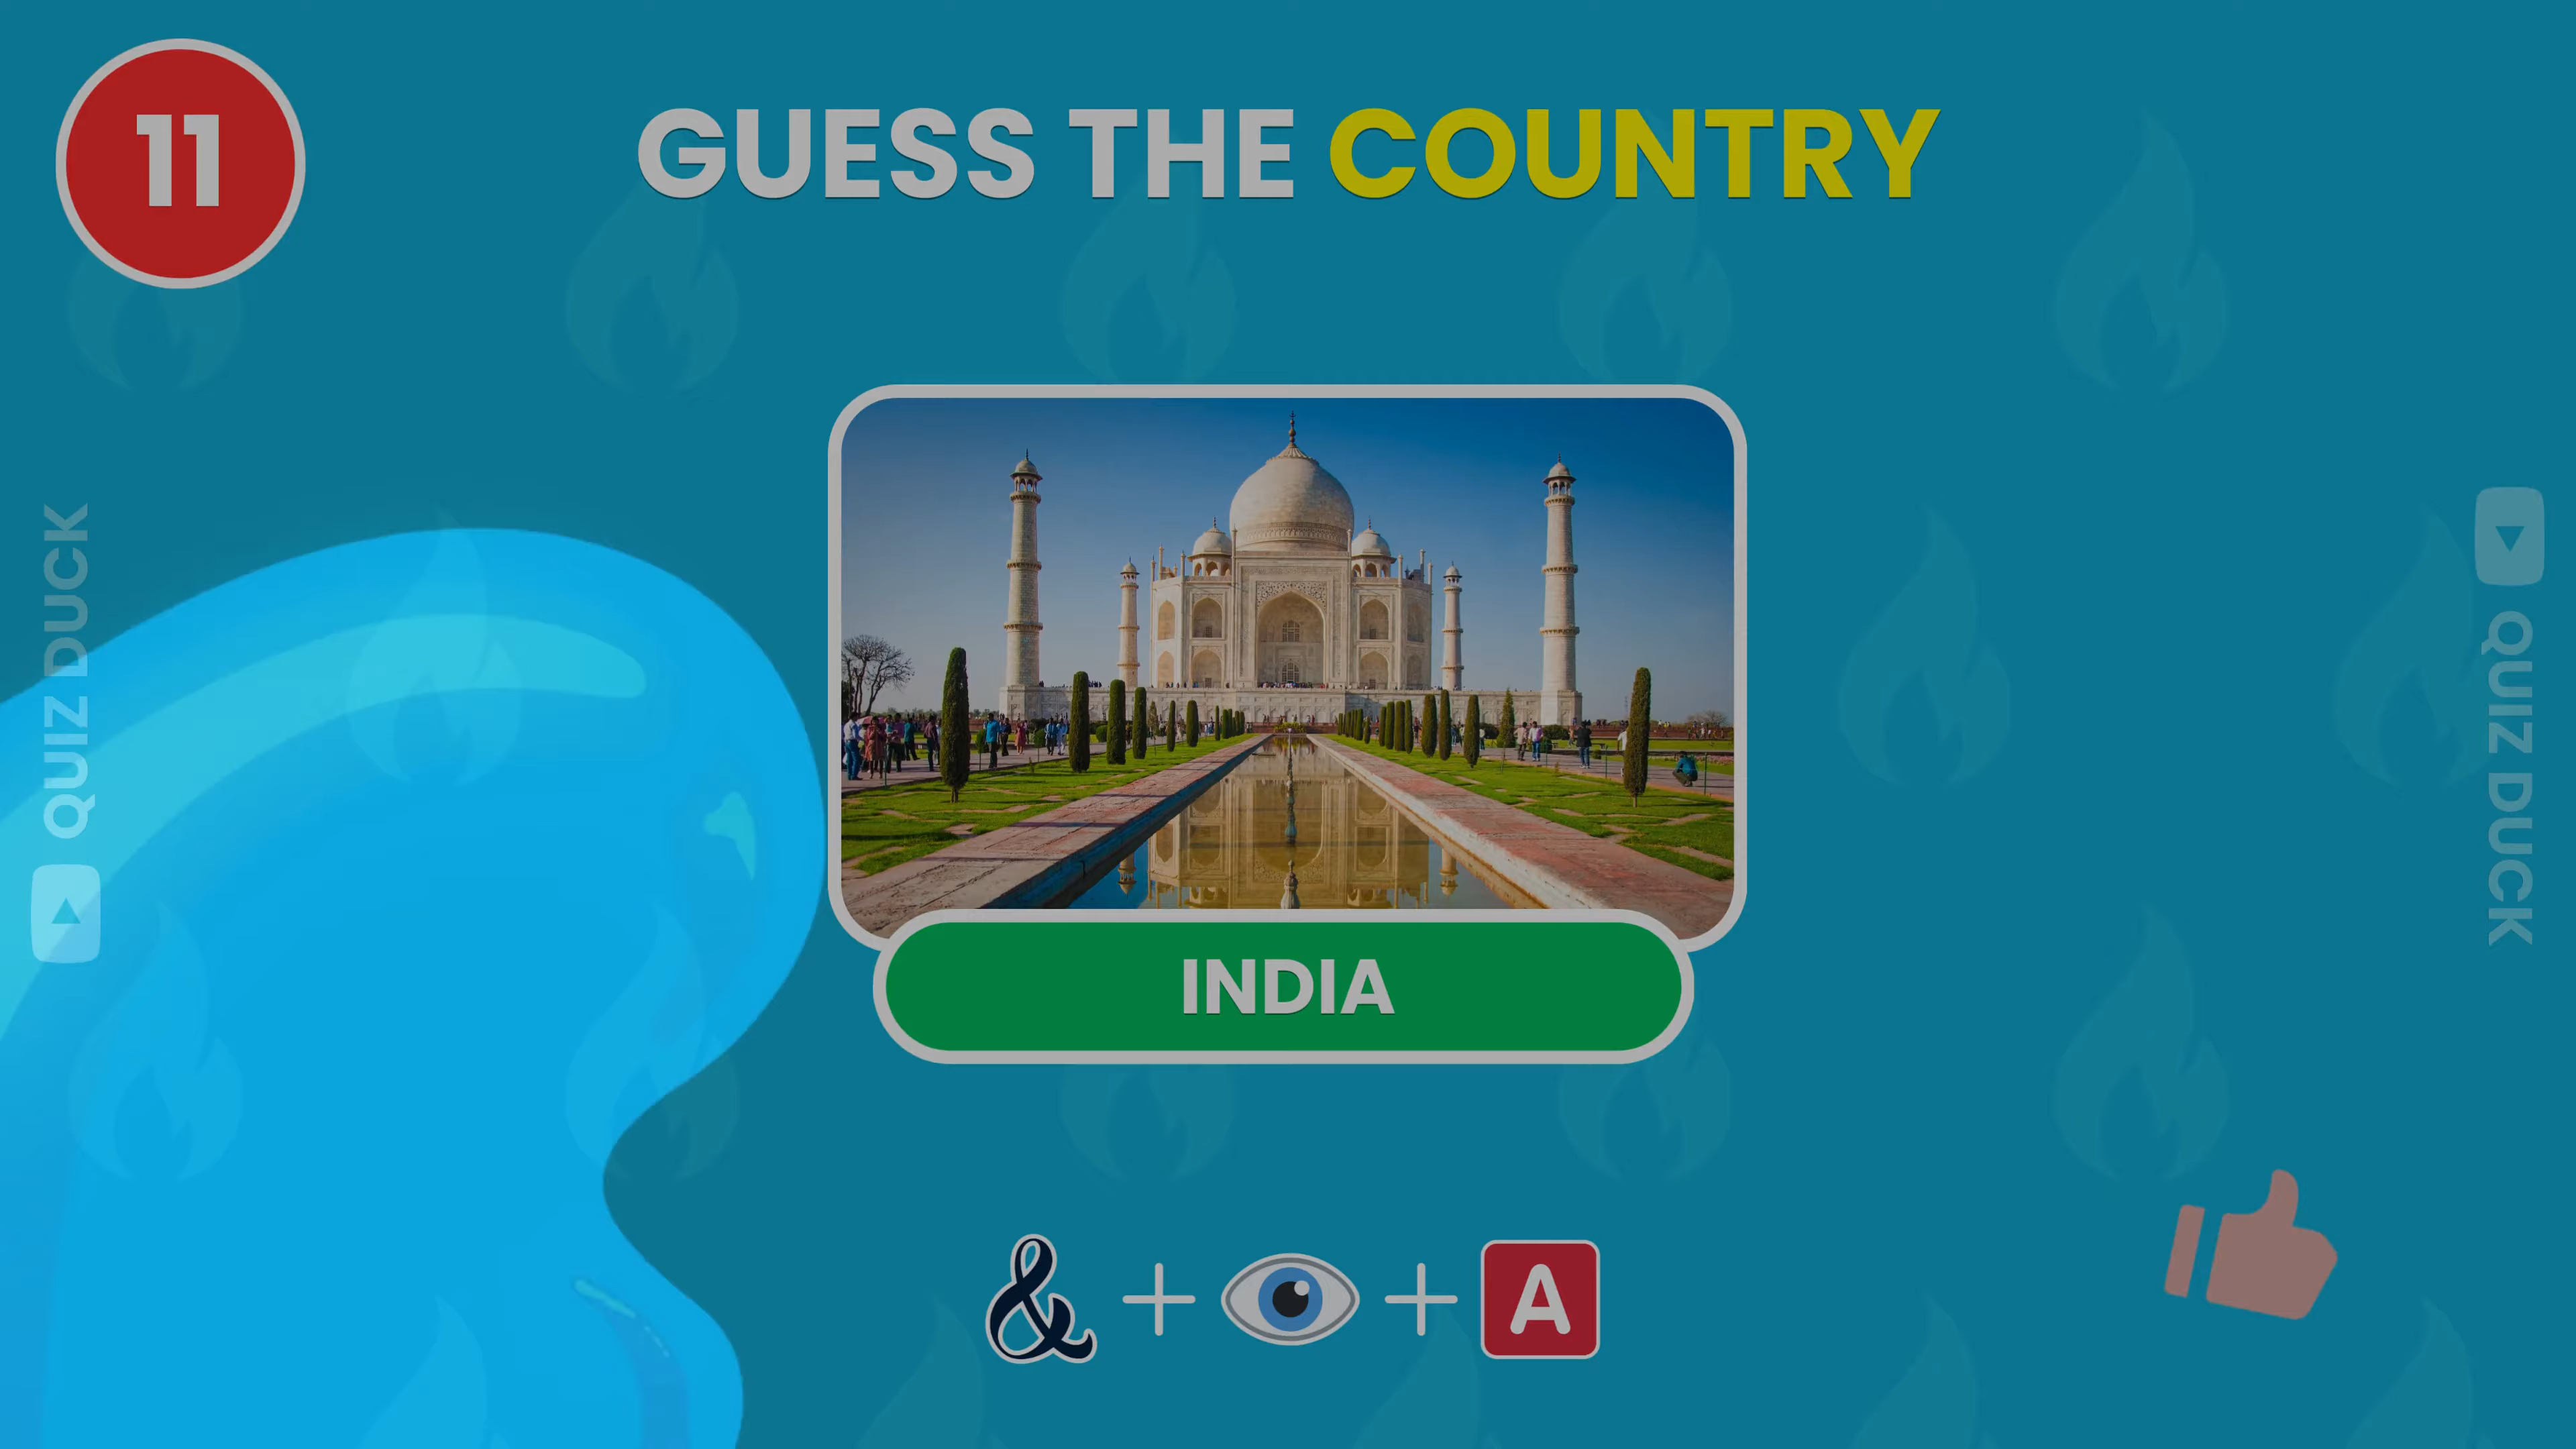 11
GUESS THE COUNTRY
QUIZ DUCK
QUIZ DUCK
INDIA
& + + A